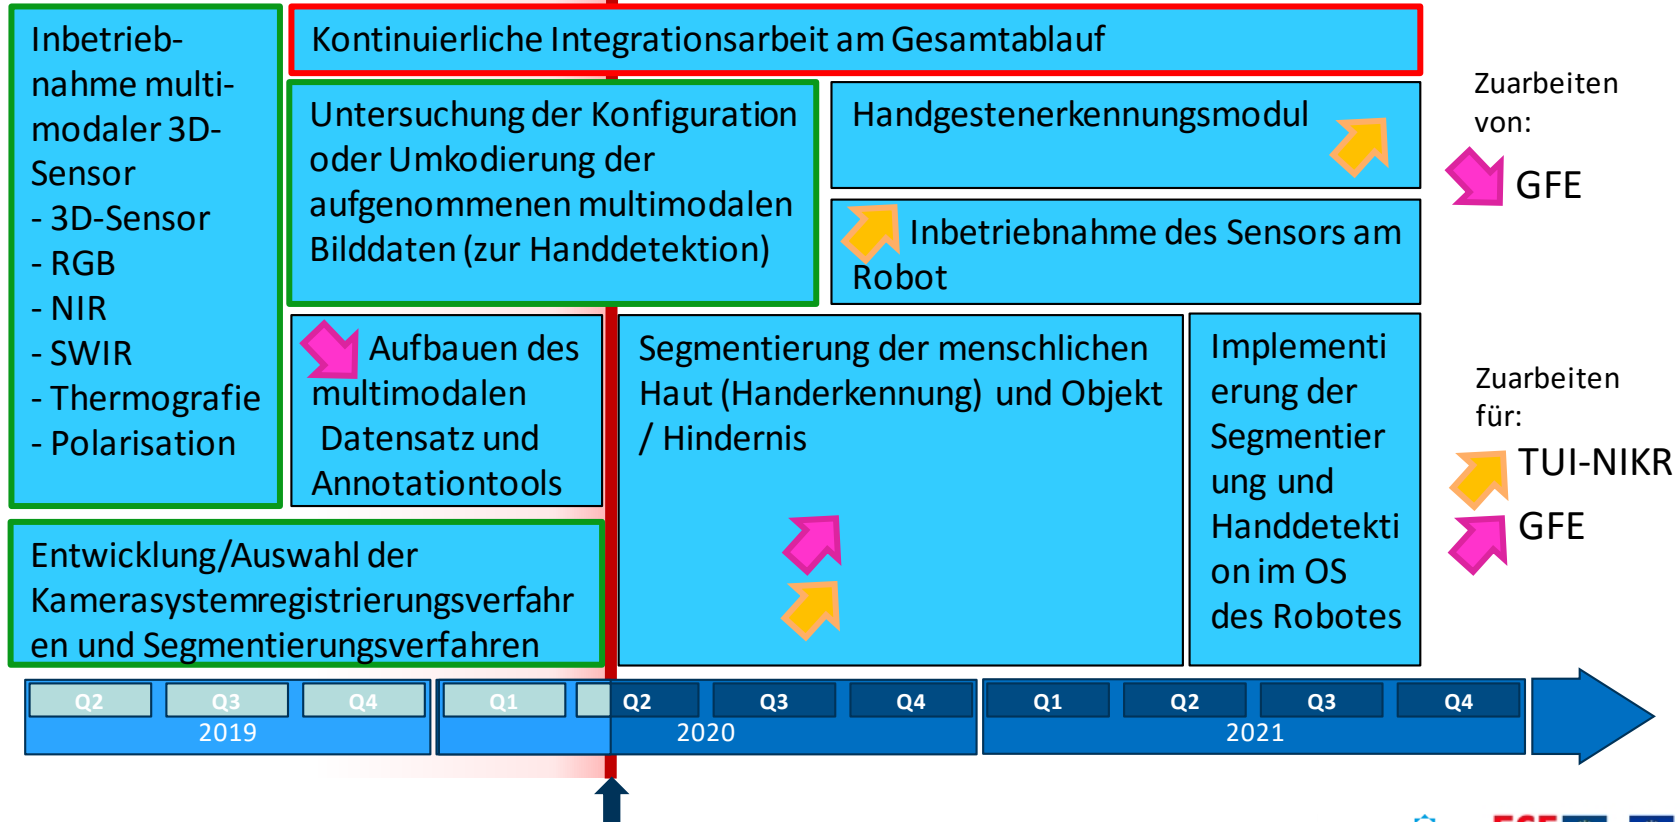 Inbetrieb-
nahme multi-
modaler 3D-
Sensor
- 3D-Sensor
- RGB
- NIR
- SWIR
- Thermografie
- Polarisation
Kontinuierliche Integrationsarbeit am Gesamtablauf
Untersuchung der Konfiguration
oder Umkodierung der
aufgenommenen multimodalen
Bilddaten (zur Handdetektion)
Handgestenerkennungsmodul
Inbetriebnahme des Sensors am
Robot
Zuarbeiten
von:
GFE
Aufbauen des
multimodalen
Datensatz und
Annotationtools
Segmentierung der menschlichen
Haut (Handerkennung) und Objekt
/ Hindernis
Implementi
erung der
Segmentier
ung und
Handdetekti
on im OS
des Robotes
Zuarbeiten
für:
TUI-NIKR
GFE
Entwicklung/Auswahl der
Kamerasystemregistrierungsverfahr
en und Segmentierungsverfahren
Q2 Q3 Q4 Q1 Q2 Q3 Q4 Q1 Q2 Q3 Q4
2019 2020 2021